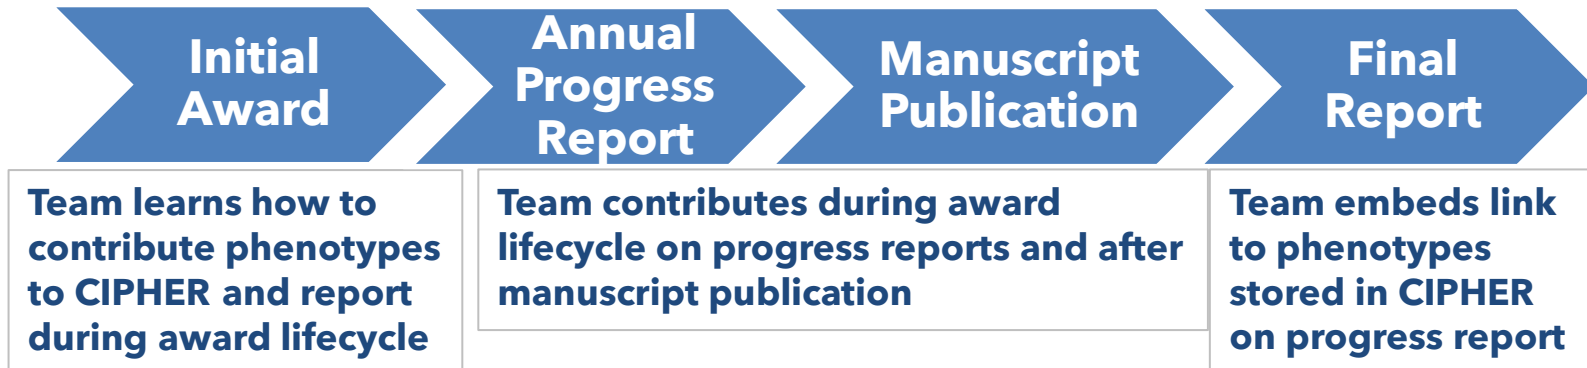 Initial
Award
Annual
Progress
Report
Manuscript
Publication
Final
Report
Team learns how to
contribute phenotypes
to CIPHER and report
during award lifecycle
Team contributes during award
lifecycle on progress reports and after
manuscript publication
Team embeds link
to phenotypes
stored in CIPHER
on progress report